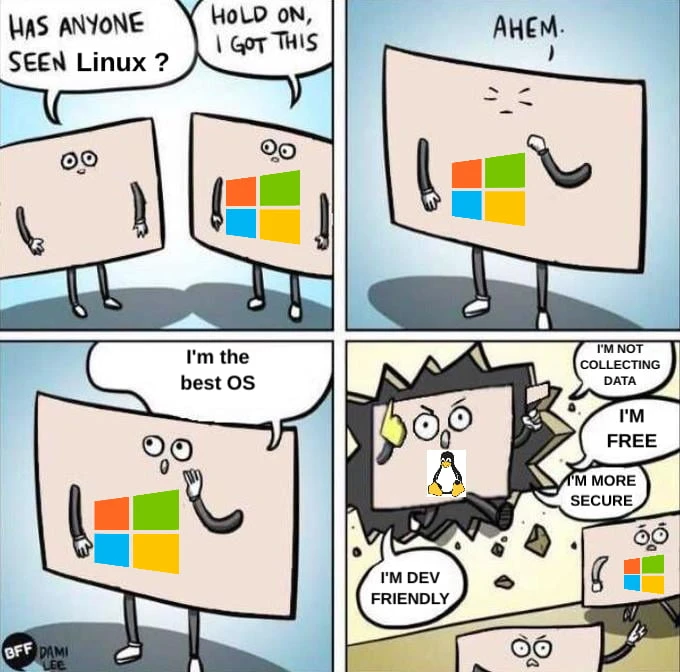 HAS ANYONE
SEEN Linux ?
HOLD ON,
I GOT THIS
AHEM.
I'm the
best OS
BFF
DAMI
LEE
I'M NOT
COLLECTING
DATA
I'M
FREE
I'M MORE
SECURE
I'M DEV
FRIENDLY